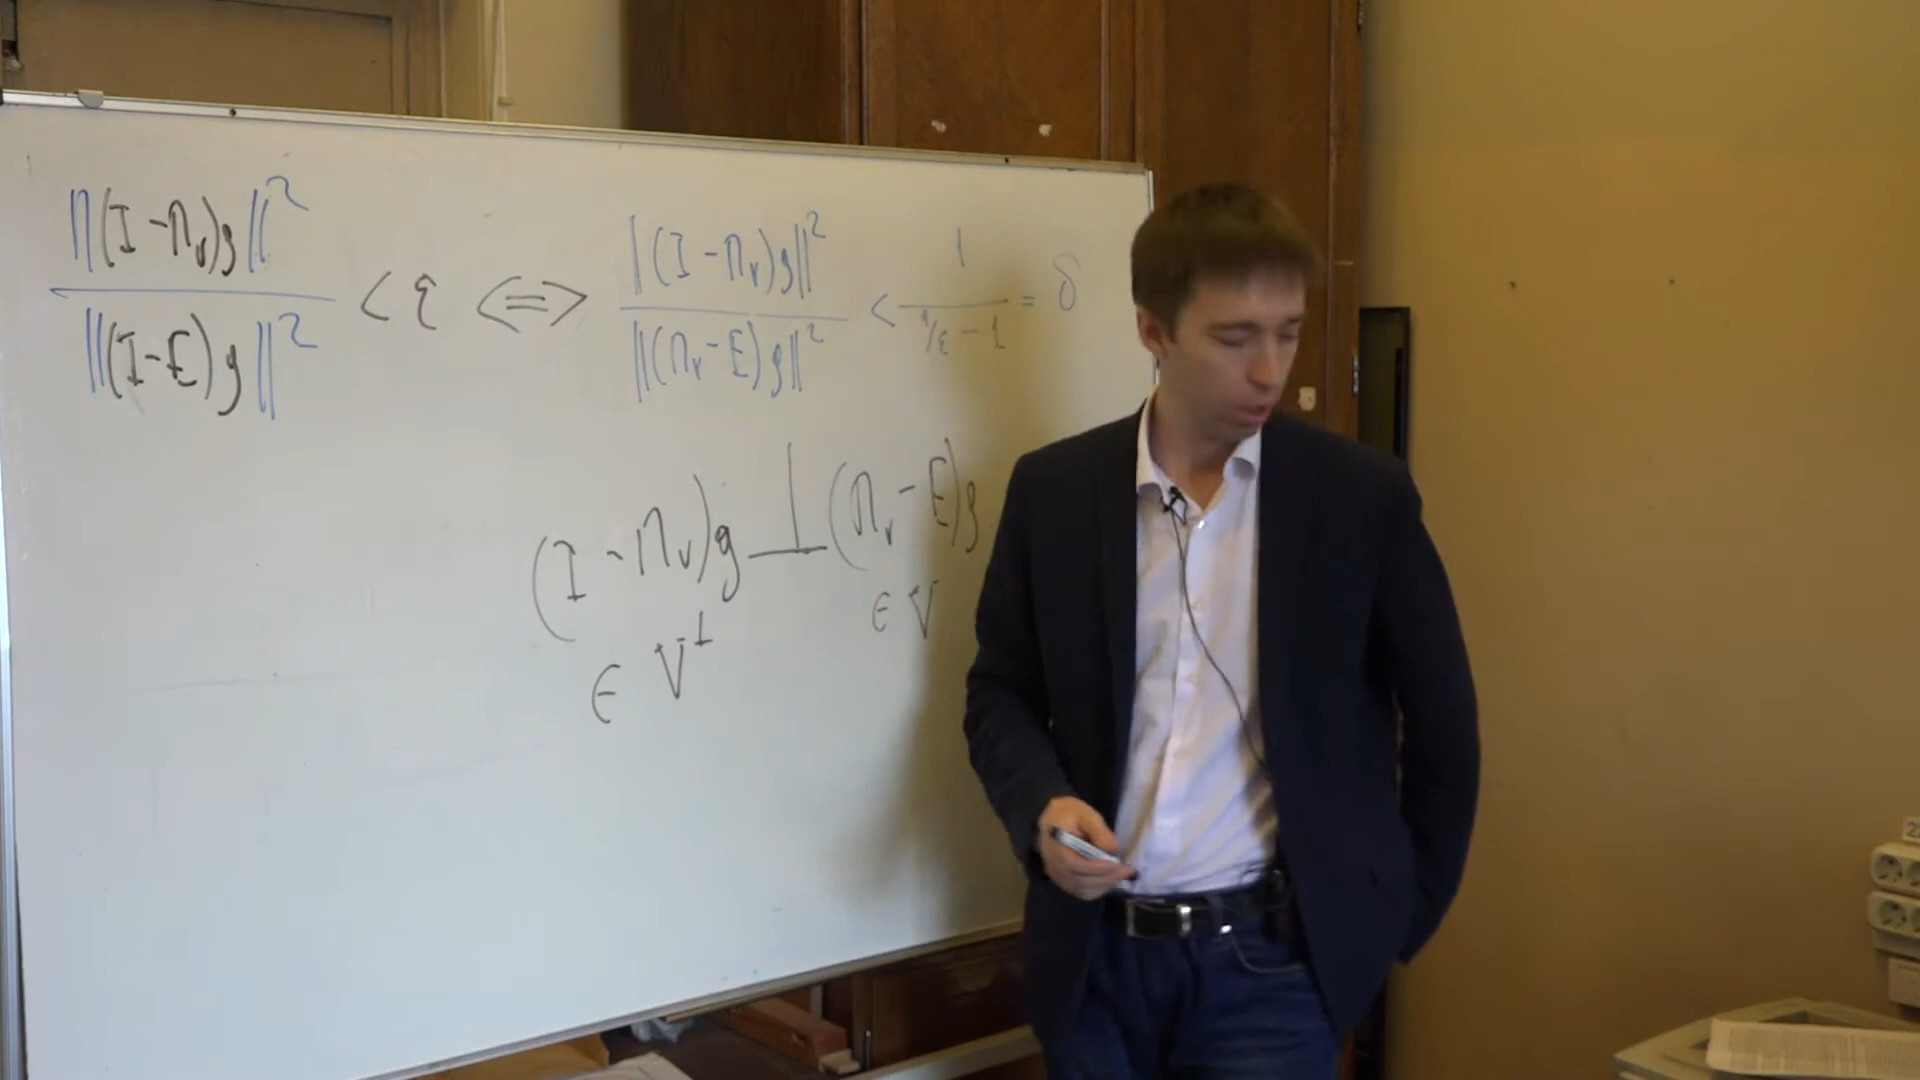 ‖(I-Π_V)g‖² / ‖(I-E)g‖² < ε <=> ‖(I-Π_V)g‖² / ‖(Π_V-E)g‖² < 1 / (1/ε - 1) = δ
(I-Π_V)g ⊥ (Π_V-E)g
∈ V^⊥ ∈ V